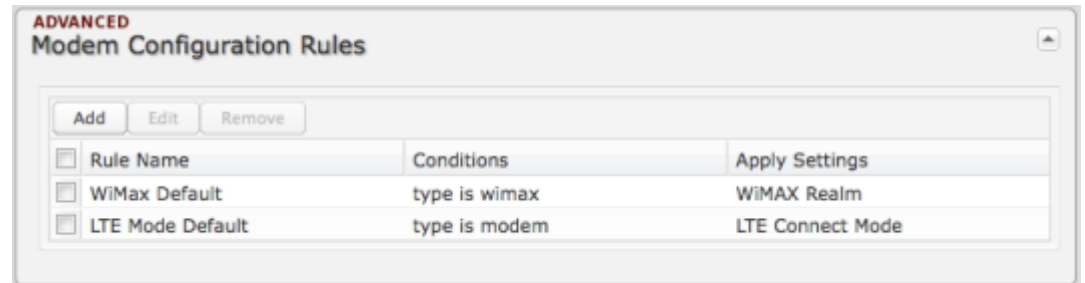 ADVANCED
Modem Configuration Rules
Add Edit Remove
Rule Name Conditions Apply Settings
WiMax Default type is wimax WiMAX Realm
LTE Mode Default type is modem LTE Connect Mode